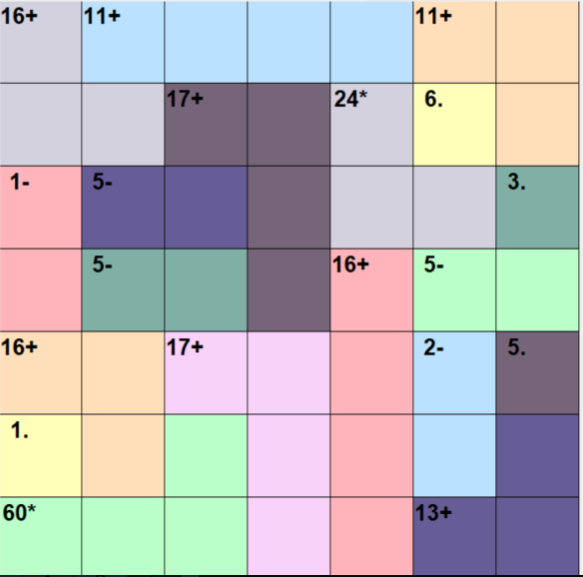 16+ 11+ 11+
17+ 24* 6.
1- 5- 3.
5- 16+ 5-
16+ 17+ 2- 5.
1.
60* 13+